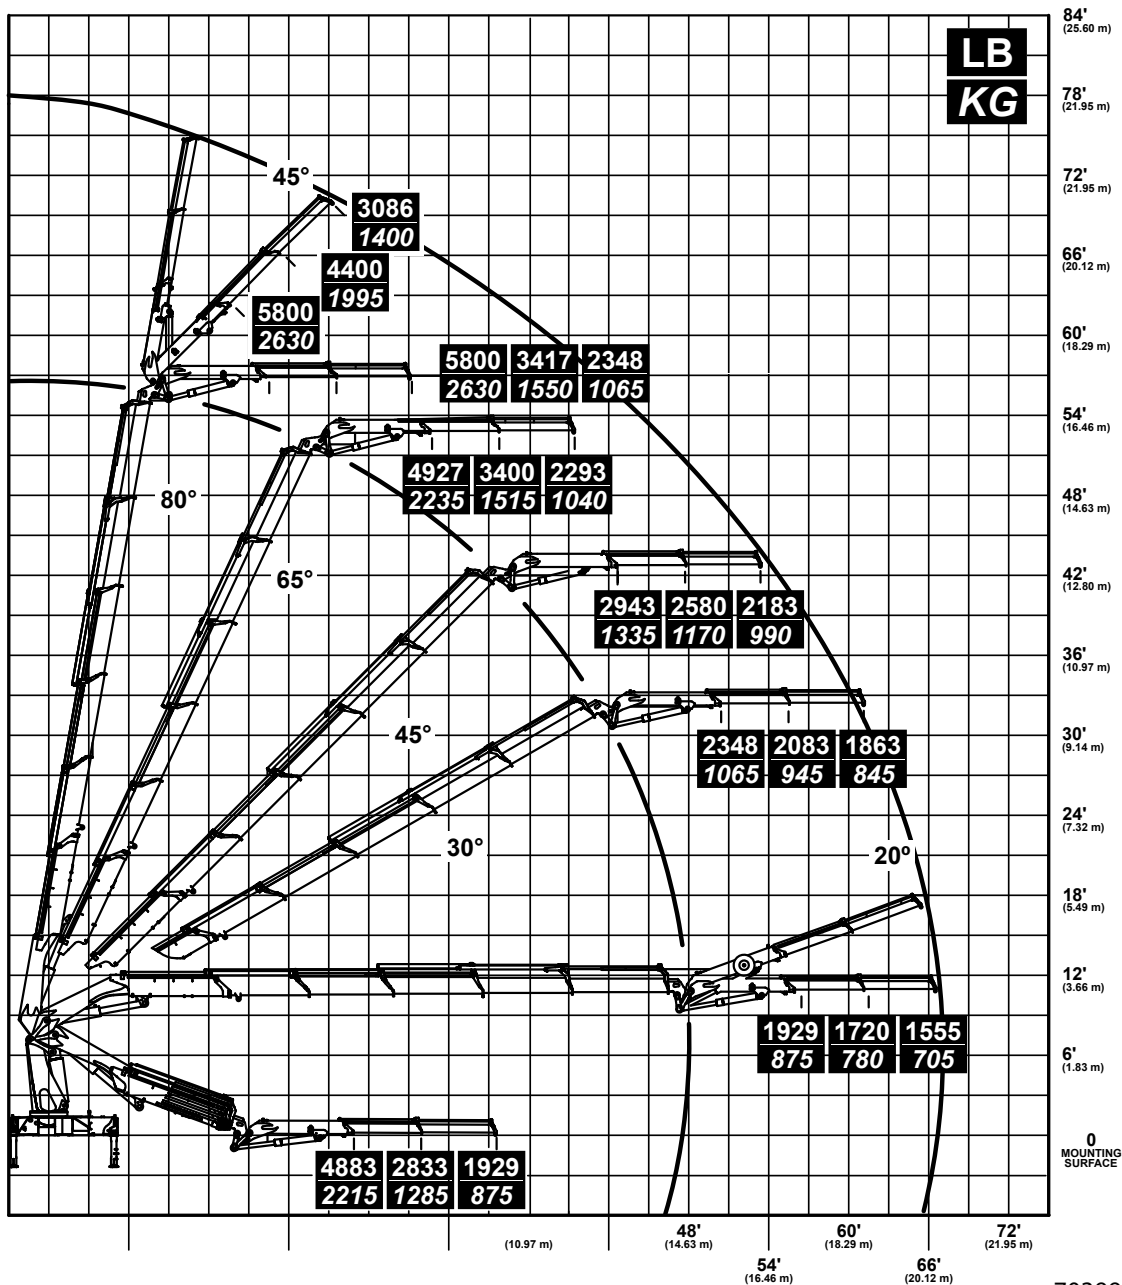 84'
(25.60 m)
LB
KG
78'
(21.95 m)
45°
72'
(21.95 m)
3086
1400
66'
(20.12 m)
4400
1995
5800
2630
60'
(18.29 m)
5800 3417 2348
2630 1550 1065
54'
(16.46 m)
4927 3400 2293
2235 1515 1040
80°
48'
(14.63 m)
65°
42'
(12.80 m)
2943 2580 2183
1335 1170 990
36'
(10.97 m)
45°
30'
(9.14 m)
2348 2083 1863
1065 945 845
24'
(7.32 m)
30°
20°
18'
(5.49 m)
12'
(3.66 m)
1929 1720 1555
875 780 705
6'
(1.83 m)
0
MOUNTING
SURFACE
4883 2833 1929
2215 1285 875
48' 60' 72'
(10.97 m) (14.63 m) (18.29 m) (21.95 m)
54' 66'
(16.46 m) (20.12 m)